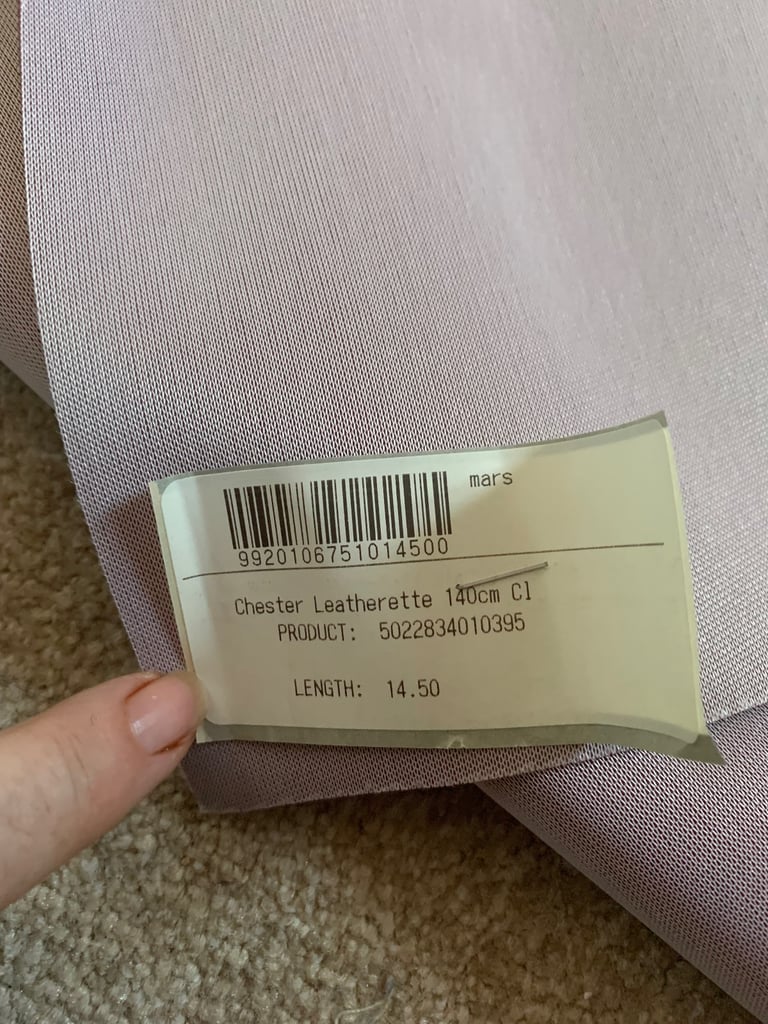 mars
9920106751014500
Chester Leatherette 140cm Cl
PRODUCT: 5022834010395
LENGTH: 14.50